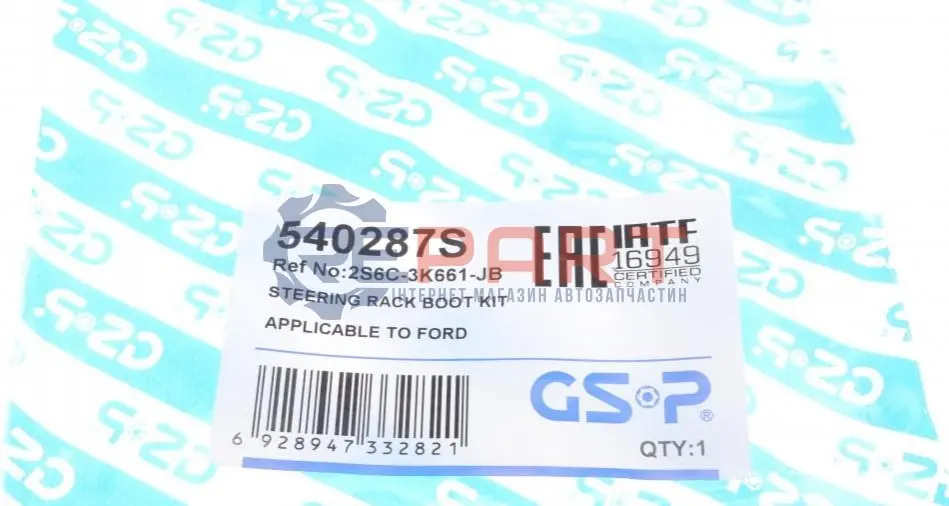 540287S
Ref No:2S6C-3K661-JB
STEERING RACK BOOT KIT
APPLICABLE TO FORD
6 928947 332821
EAC
IATF
16949
CERTIFIED
COMPANY
GS-P®
QTY:1
PART
ІНТЕРНЕТ МАГАЗИН АВТОЗАПЧАСТИН